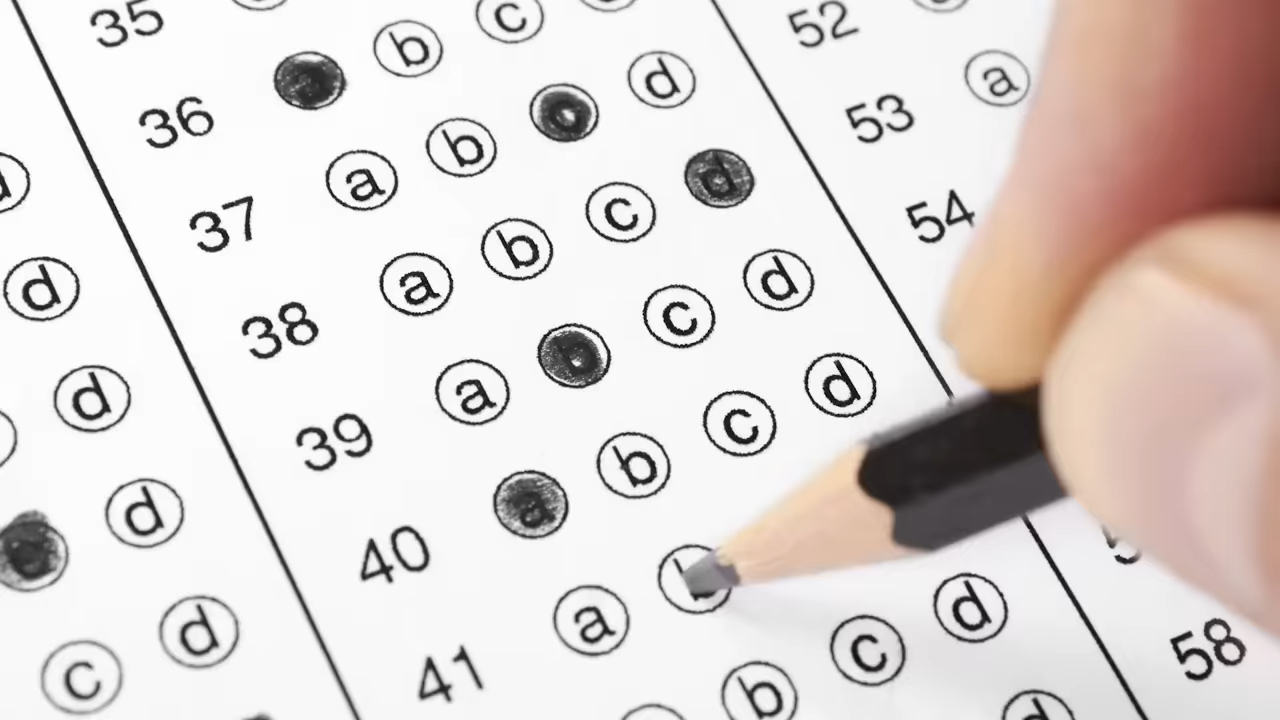 d
d
d
d
c d
35
36 b c
37 a b d
38 a b c d
39 a b c d
40 a b c d
41 a b
b c d
d
52
53 a
54
58